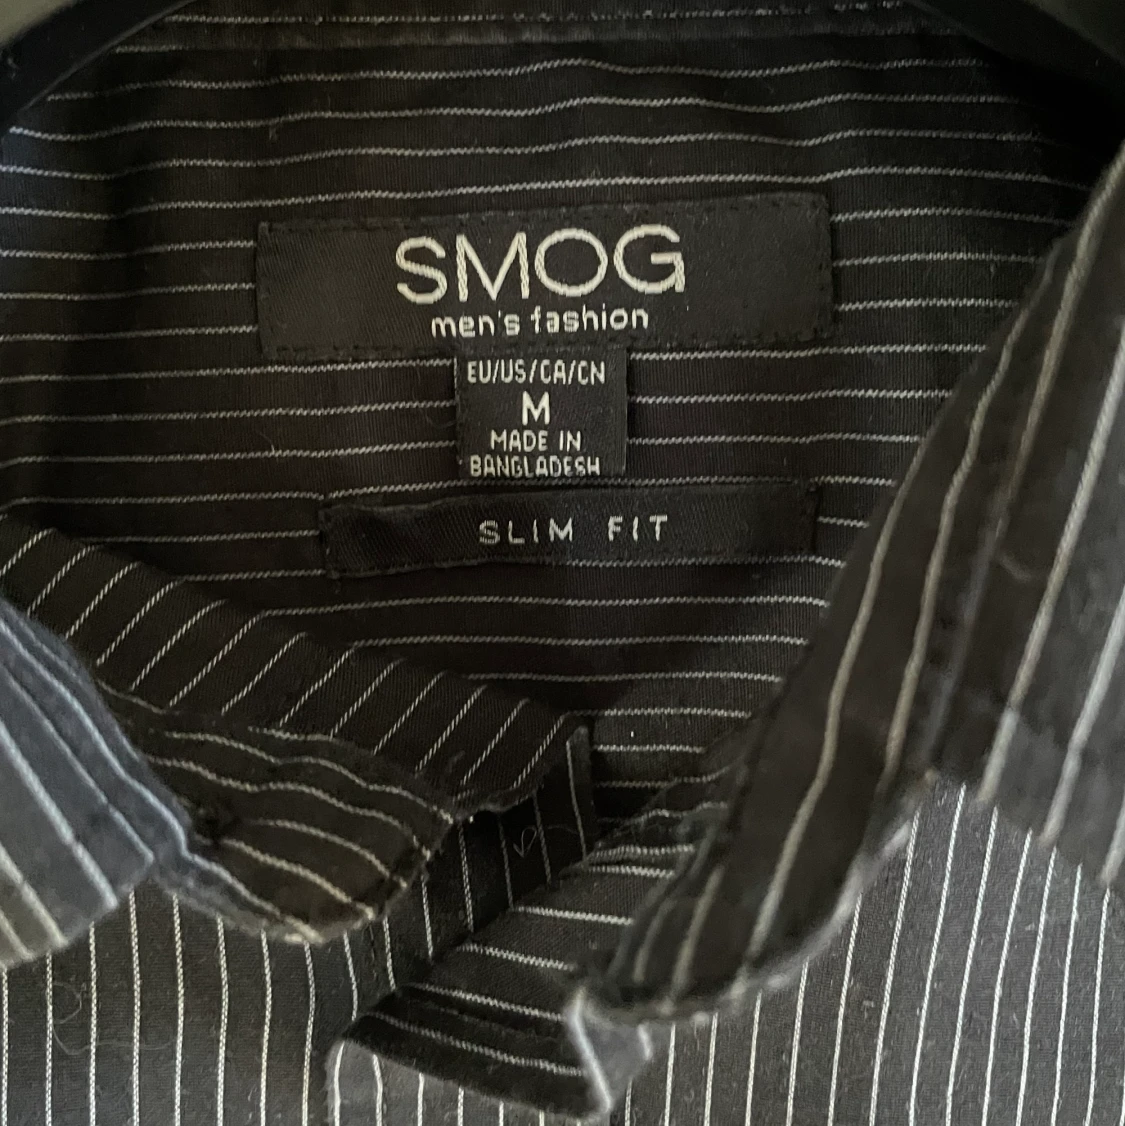 SMOG
men's fashion
EU/US/CA/CN
M
MADE IN
BANGLADESH
SLIM FIT